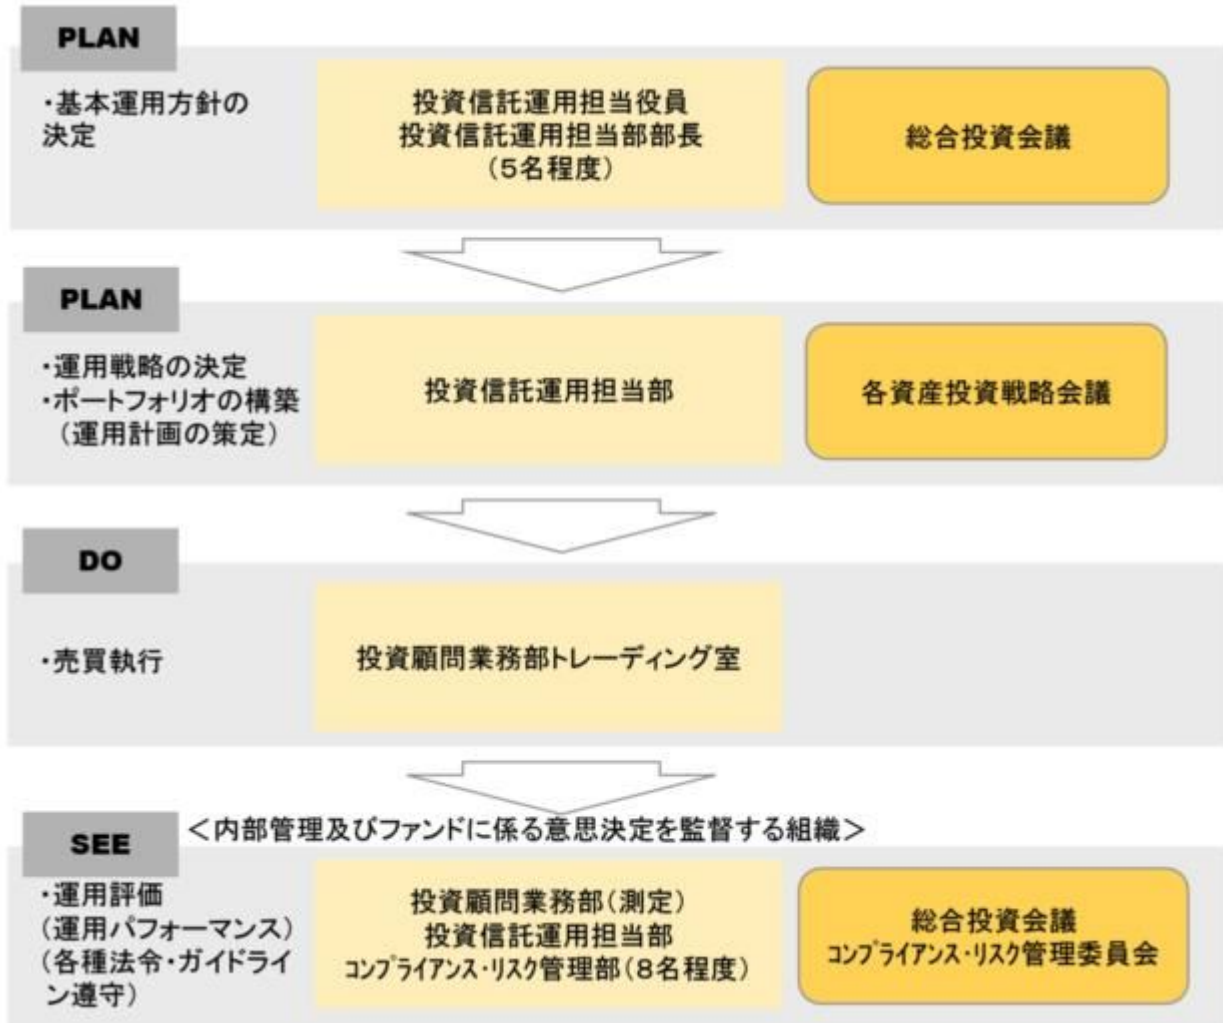 PLAN
・基本運用方針の
決定
投資信託運用担当役員
投資信託運用担当部部長
(5名程度)
総合投資会議
PLAN
・運用戦略の決定
・ポートフォリオの構築
(運用計画の策定)
投資信託運用担当部
各資産投資戦略会議
DO
・売買執行
投資顧問業務部トレーディング室
＜内部管理及びファンドに係る意思決定を監督する組織＞
SEE
・運用評価
(運用パフォーマンス)
(各種法令・ガイドライ
ン遵守)
投資顧問業務部(測定)
投資信託運用担当部
コンプライアンス・リスク管理部(8名程度)
総合投資会議
コンプライアンス・リスク管理委員会